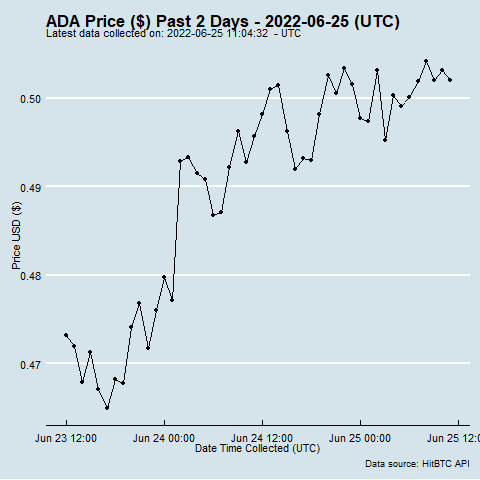 ADA Price ($) Past 2 Days - 2022-06-25 (UTC)
Latest data collected on: 2022-06-25 11:04:32  - UTC
0.50
0.49
0.48
0.47
Price USD ($)
Jun 23 12:00 Jun 24 00:00 Jun 24 12:00 Jun 25 00:00 Jun 25 12:00
Date Time Collected (UTC)
Data source: HitBTC API